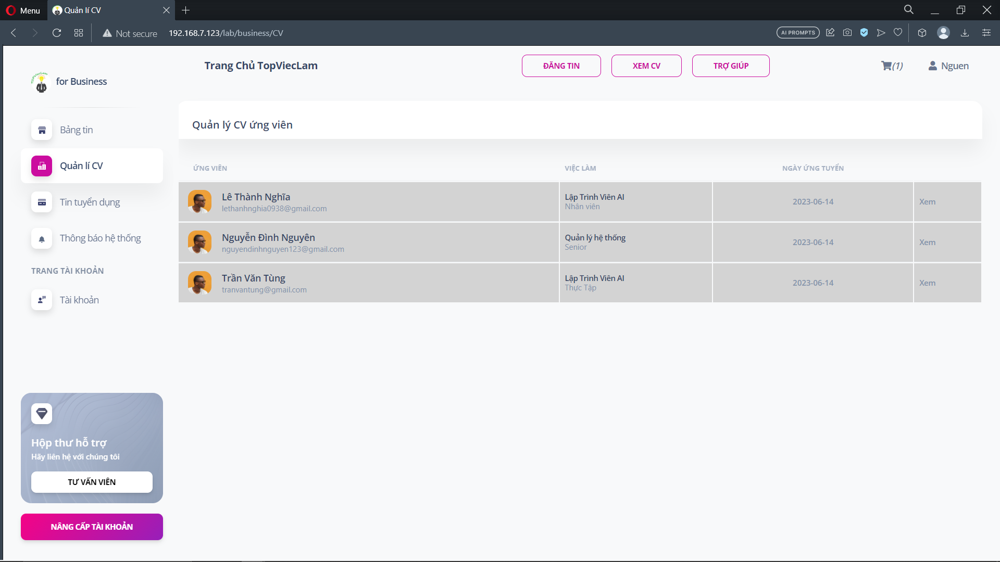 Menu
Quản lí CV
Not secure
192.168.7.123/lab/business/CV
AI PROMPTS
TOPViecLam
for Business
Trang Chủ TopViecLam
ĐĂNG TIN
XEM CV
TRỢ GIÚP
(1)
Nguen
Bảng tin
Quản lí CV
Tin tuyển dụng
Thông báo hệ thống
TRANG TÀI KHOẢN
Tài khoản
Hộp thư hỗ trợ
Hãy liên hệ với chúng tôi
TƯ VẤN VIÊN
NÂNG CẤP TÀI KHOẢN
Quản lý CV ứng viên
ỨNG VIÊN VIỆC LÀM NGÀY ỨNG TUYỂN
Lê Thành Nghĩa
lethanhnghia0938@gmail.com
Lập Trình Viên AI
Nhân viên
2023-06-14
Xem
Nguyễn Đình Nguyên
nguyendinhnguyen123@gmail.com
Quản lý hệ thống
Senior
2023-06-14
Xem
Trần Văn Tùng
tranvantung@gmail.com
Lập Trình Viên AI
Thực Tập
2023-06-14
Xem